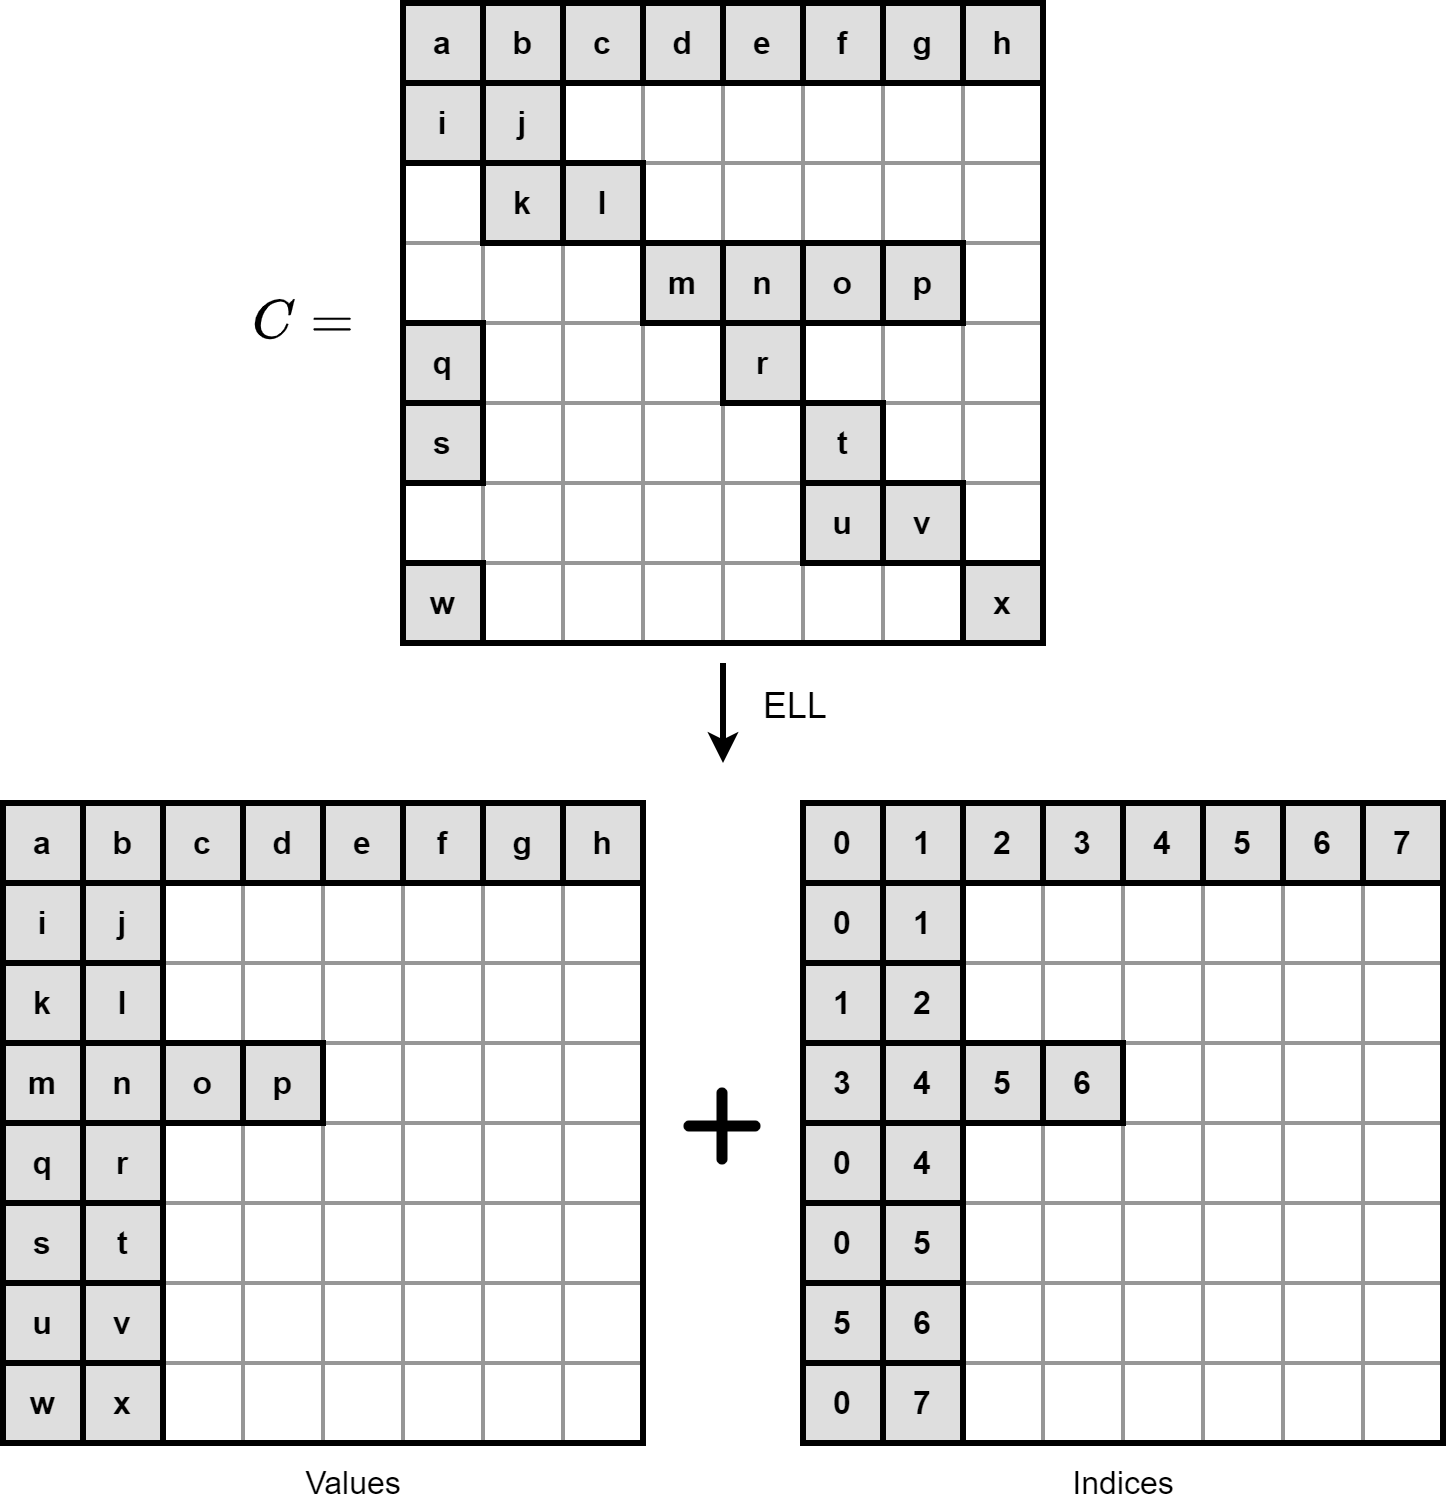 a b c d e f g h
i j
k l
m n o p
C =
q r
s t
u v
w x
ELL
a b c d e f g h 0 1 2 3 4 5 6 7
i j 0 1
k l 1 2
m n o p 3 4 5 6
+
q r 0 4
s t 0 5
u v 5 6
w x 0 7
Values Indices